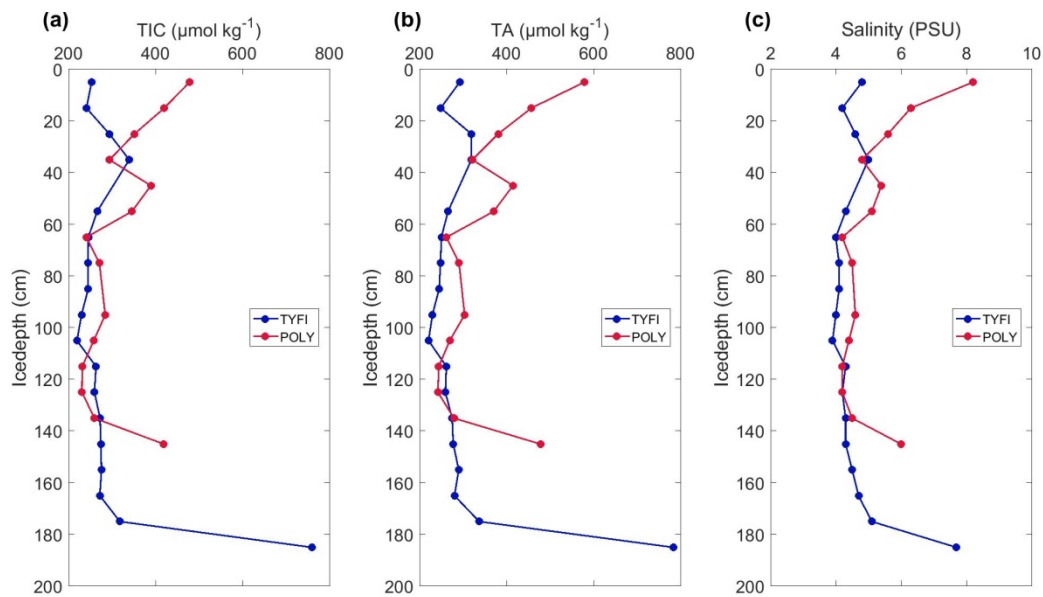 (a)
TIC (µmol kg⁻¹)
200 400 600 800
0
20
40
60
80
100
120
140
160
180
200
Icedepth (cm)
TYFI
POLY
(b)
TA (µmol kg⁻¹)
200 400 600 800
0
20
40
60
80
100
120
140
160
180
200
Icedepth (cm)
TYFI
POLY
(c)
Salinity (PSU)
2 4 6 8 10
0
20
40
60
80
100
120
140
160
180
200
Icedepth (cm)
TYFI
POLY